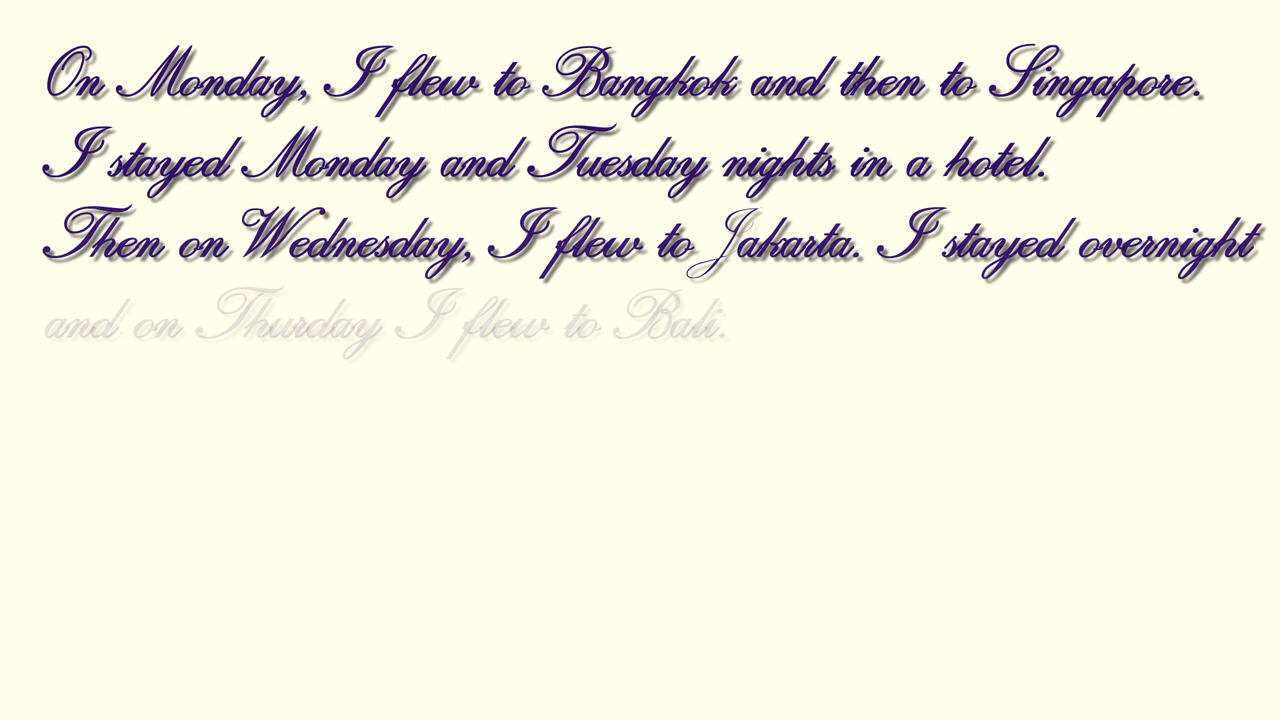 On Monday, I flew to Bangkok and then to Singapore.
I stayed Monday and Tuesday nights in a hotel.
Then on Wednesday, I flew to Jakarta. I stayed overnight
and on Thurday I flew to Bali.